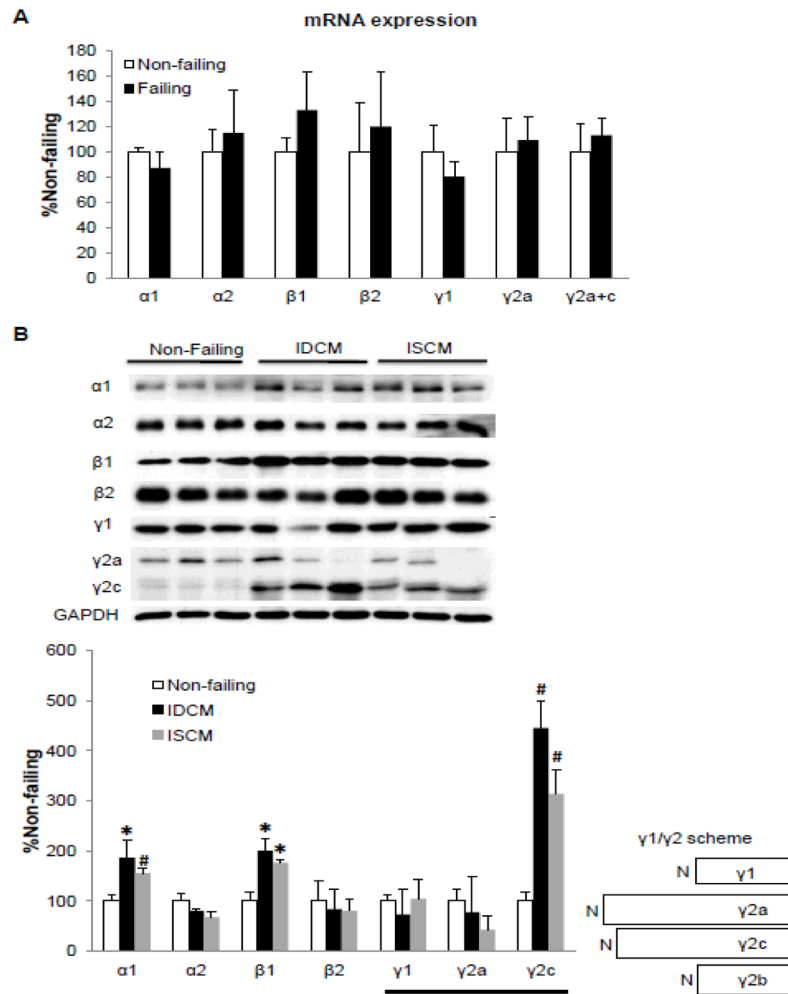 A
mRNA expression
180
160
140
120
100
80
60
40
20
0
%Non-failing
Non-failing
Failing
α1 α2 β1 β2 γ1 γ2a γ2a+c
B
Non-Failing IDCM ISCM
α1
α2
β1
β2
γ1
γ2a
γ2c
GAPDH
600
500
400
300
200
100
0
%Non-failing
Non-failing
IDCM
ISCM
* # * * # #
α1 α2 β1 β2 γ1 γ2a γ2c
γ1/γ2 scheme
N γ1
N γ2a
N γ2c
N γ2b